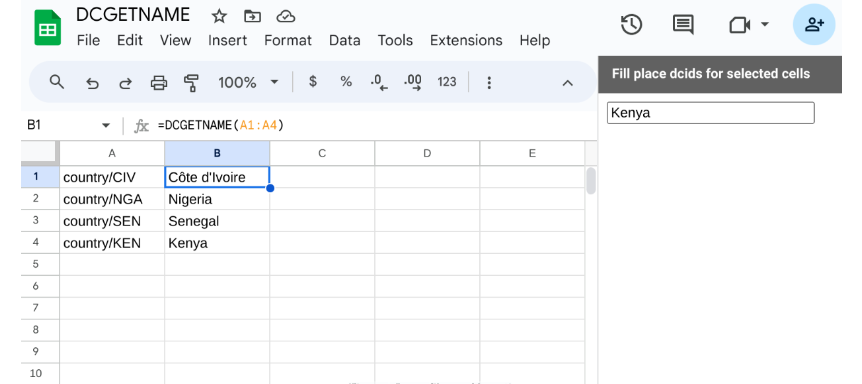 DCGETNAME
File Edit View Insert Format Data Tools Extensions Help
100% $ % .0 .00 123
Fill place dcids for selected cells
Kenya
B1 fx =DCGETNAME(A1:A4)
A B C D E
1 country/CIV Côte d'Ivoire
2 country/NGA Nigeria
3 country/SEN Senegal
4 country/KEN Kenya
5
6
7
8
9
10